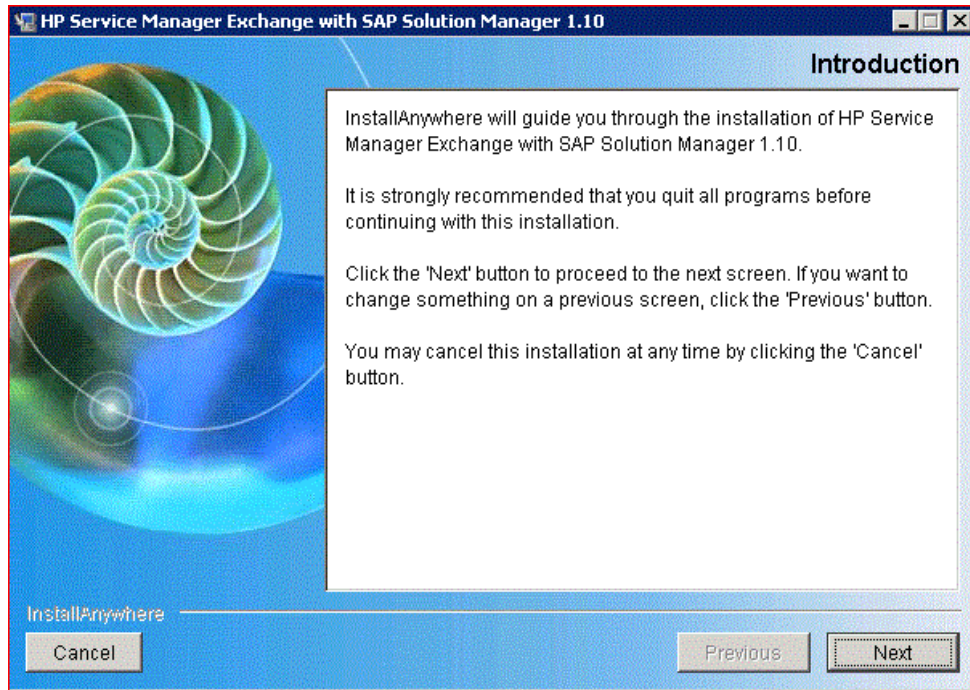 HP Service Manager Exchange with SAP Solution Manager 1.10
Introduction
InstallAnywhere will guide you through the installation of HP Service
Manager Exchange with SAP Solution Manager 1.10.
It is strongly recommended that you quit all programs before
continuing with this installation.
Click the 'Next' button to proceed to the next screen. If you want to
change something on a previous screen, click the 'Previous' button.
You may cancel this installation at any time by clicking the 'Cancel'
button.
InstallAnywhere
Cancel
Previous
Next